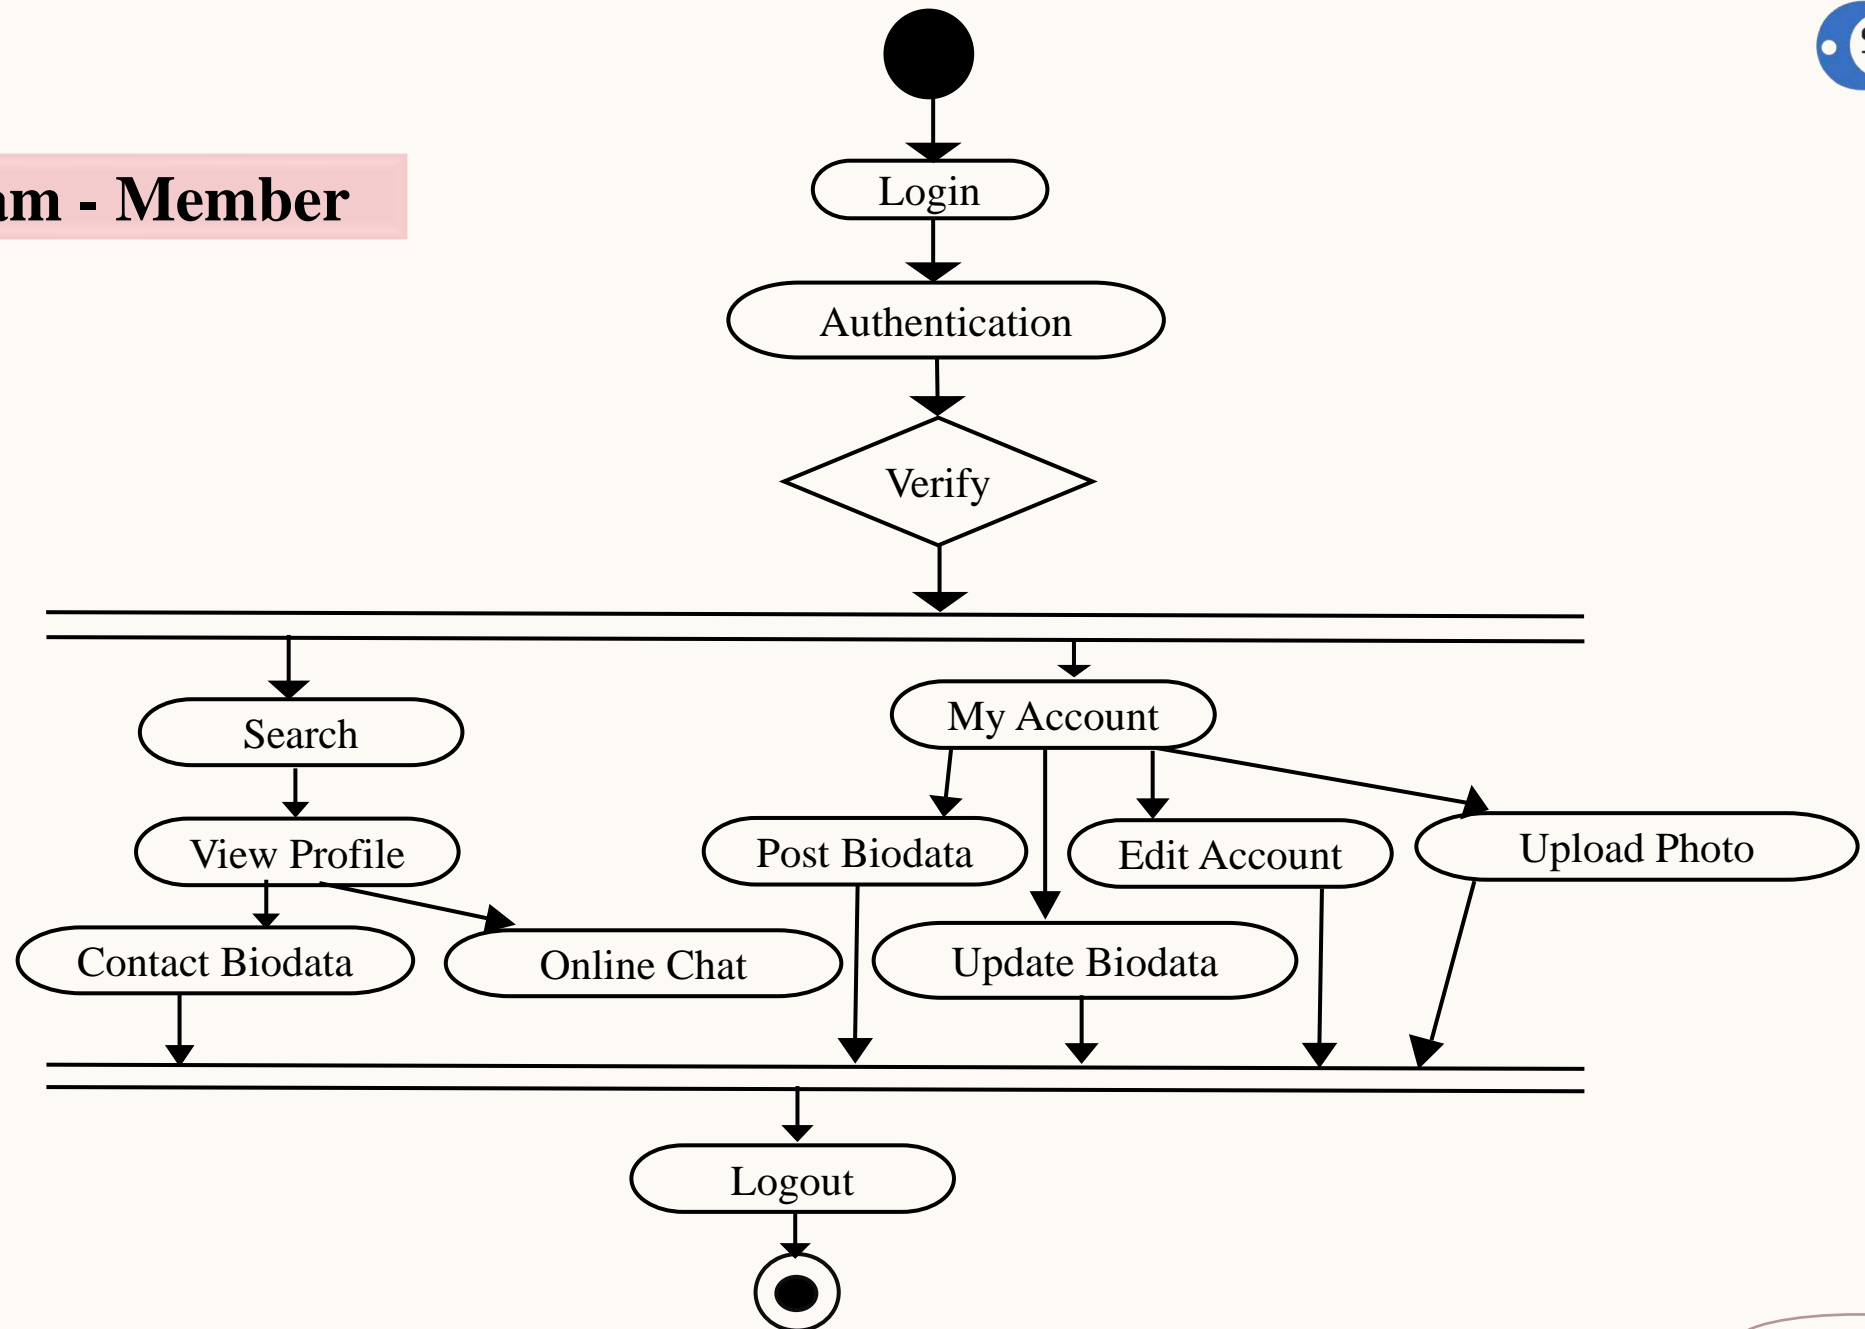 am - Member
Login
Authentication
Verify
Search
My Account
View Profile
Post Biodata
Edit Account
Upload Photo
Contact Biodata
Online Chat
Update Biodata
Logout